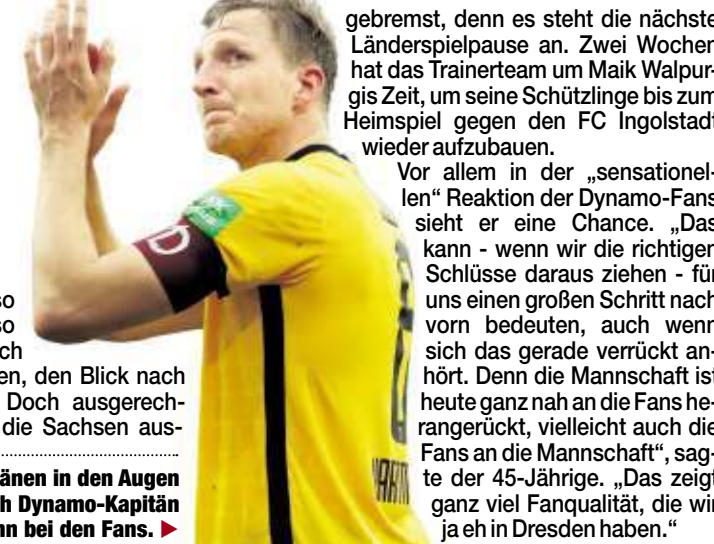 so
so
ch
en, den Blick nach
Doch ausgerech-
die Sachsen aus-
änen in den Augen
h Dynamo-Kapitän
nn bei den Fans.
gebremst, denn es steht die nächste
Länderspielpause an. Zwei Wochen
hat das Trainerteam um Maik Walpur-
gis Zeit, um seine Schützlinge bis zum
Heimspiel gegen den FC Ingolstadt
wieder aufzubauen.
Vor allem in der „sensationel-
len“ Reaktion der Dynamo-Fans
sieht er eine Chance. „Das
kann - wenn wir die richtigen
Schlüsse daraus ziehen - für
uns einen großen Schritt nach
vorn bedeuten, auch wenn
sich das gerade verrückt an-
hört. Denn die Mannschaft ist
heute ganz nah an die Fans he-
rangerückt, vielleicht auch die
Fans an die Mannschaft“, sag-
te der 45-Jährige. „Das zeigt
ganz viel Fanqualität, die wir
ja eh in Dresden haben.“